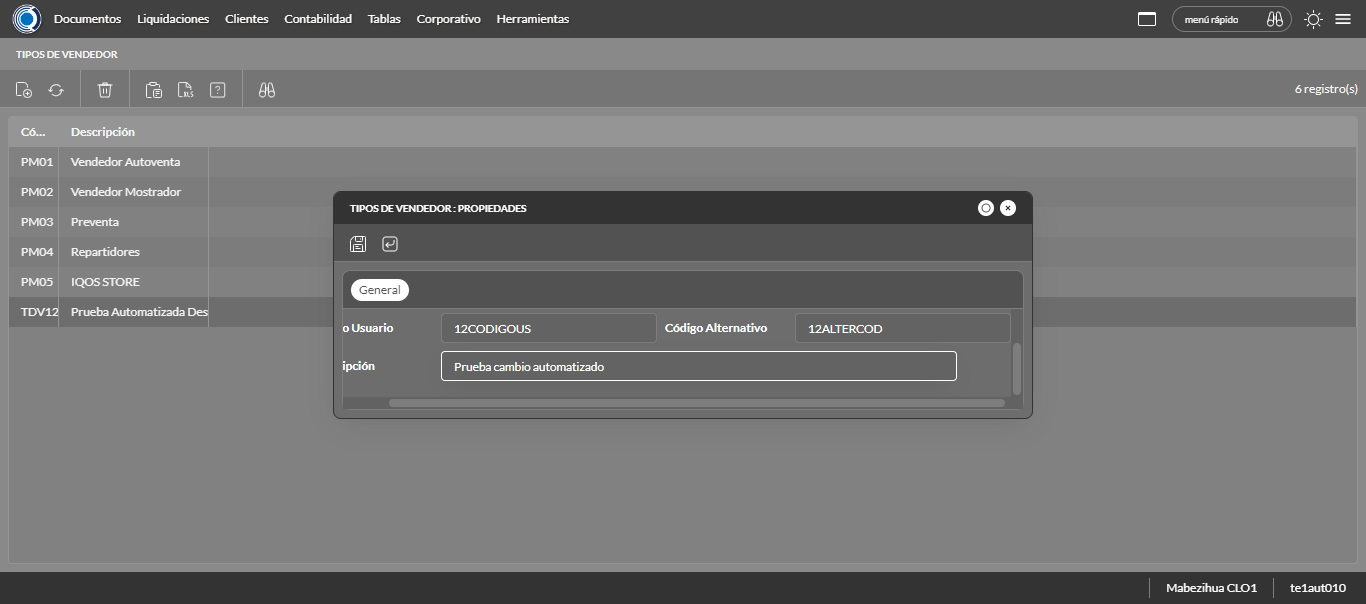 Documentos Liquidaciones Clientes Contabilidad Tablas Corporativo Herramientas menú rápido
TIPOS DE VENDEDOR
XLS ? 6 registro(s)
Có... Descripción
PM01 Vendedor Autoventa
PM02 Vendedor Mostrador
PM03 Preventa
PM04 Repartidores
PM05 IQOS STORE
TDV12 Prueba Automatizada Des
TIPOS DE VENDEDOR : PROPIEDADES
General
o Usuario 12CODIGOUS Código Alternativo 12ALTERCOD
ipción Prueba cambio automatizado
Mabezihua CLO1 te1aut010